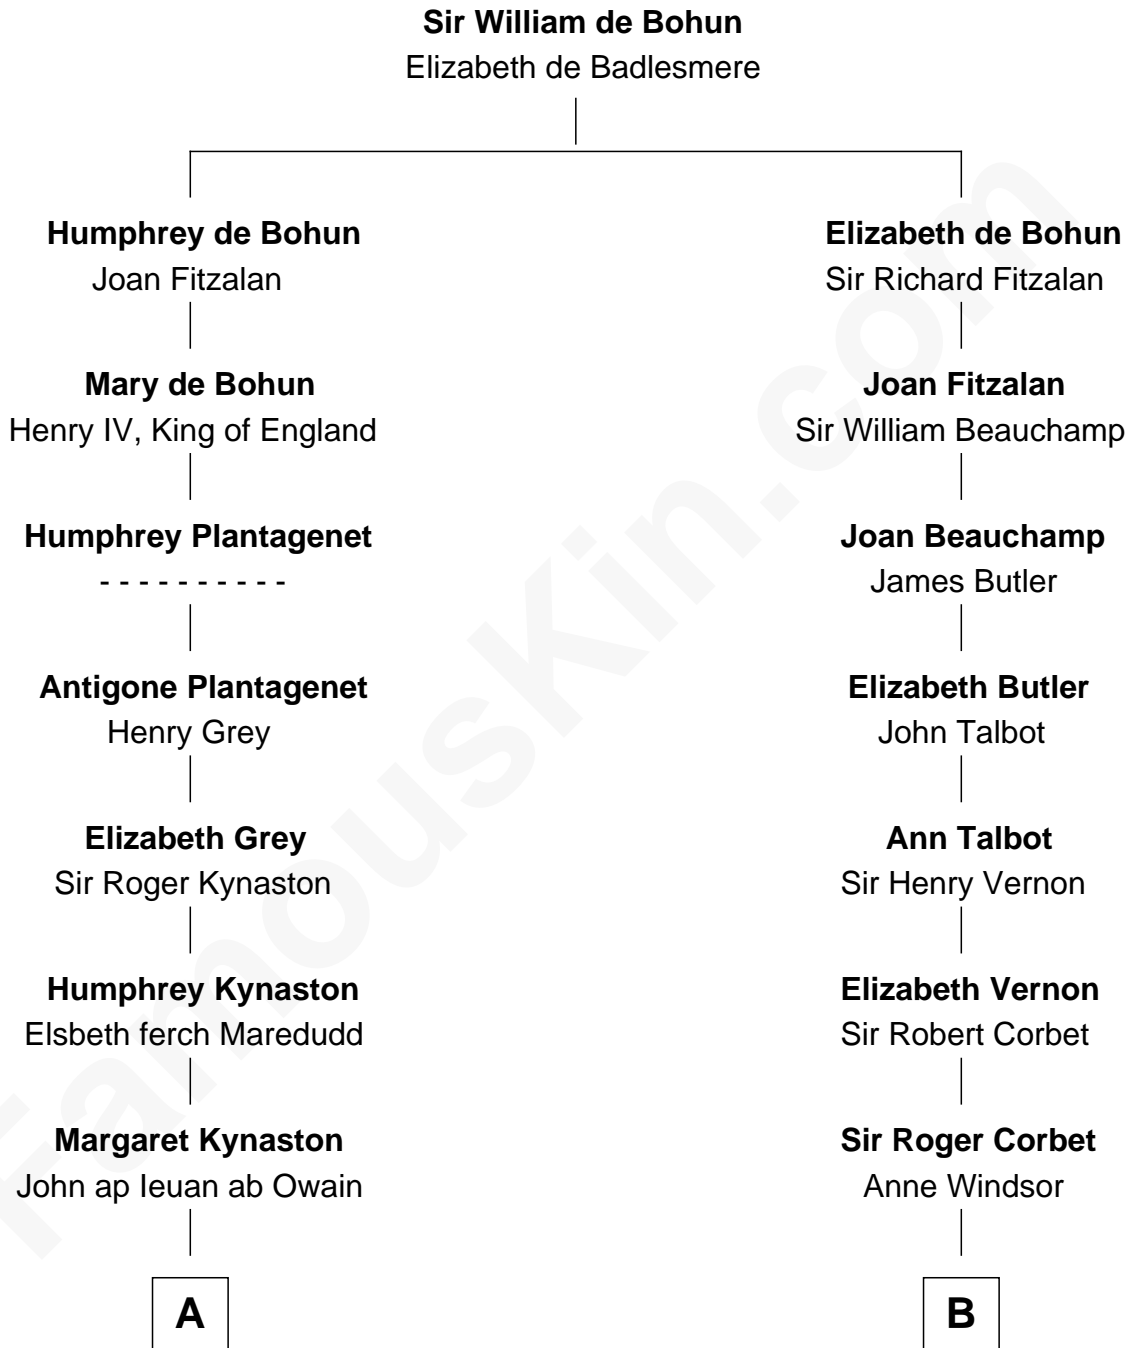 Sir William de Bohun
Elizabeth de Badlesmere
Humphrey de Bohun
Joan Fitzalan
Elizabeth de Bohun
Sir Richard Fitzalan
Mary de Bohun
Henry IV, King of England
Joan Fitzalan
Sir William Beauchamp
Humphrey Plantagenet
- - - - - - - - - -
Joan Beauchamp
James Butler
Antigone Plantagenet
Henry Grey
Elizabeth Butler
John Talbot
Elizabeth Grey
Sir Roger Kynaston
Ann Talbot
Sir Henry Vernon
Humphrey Kynaston
Elsbeth ferch Maredudd
Elizabeth Vernon
Sir Robert Corbet
Margaret Kynaston
John ap Ieuan ab Owain
Sir Roger Corbet
Anne Windsor
A
B
FamousKin.com